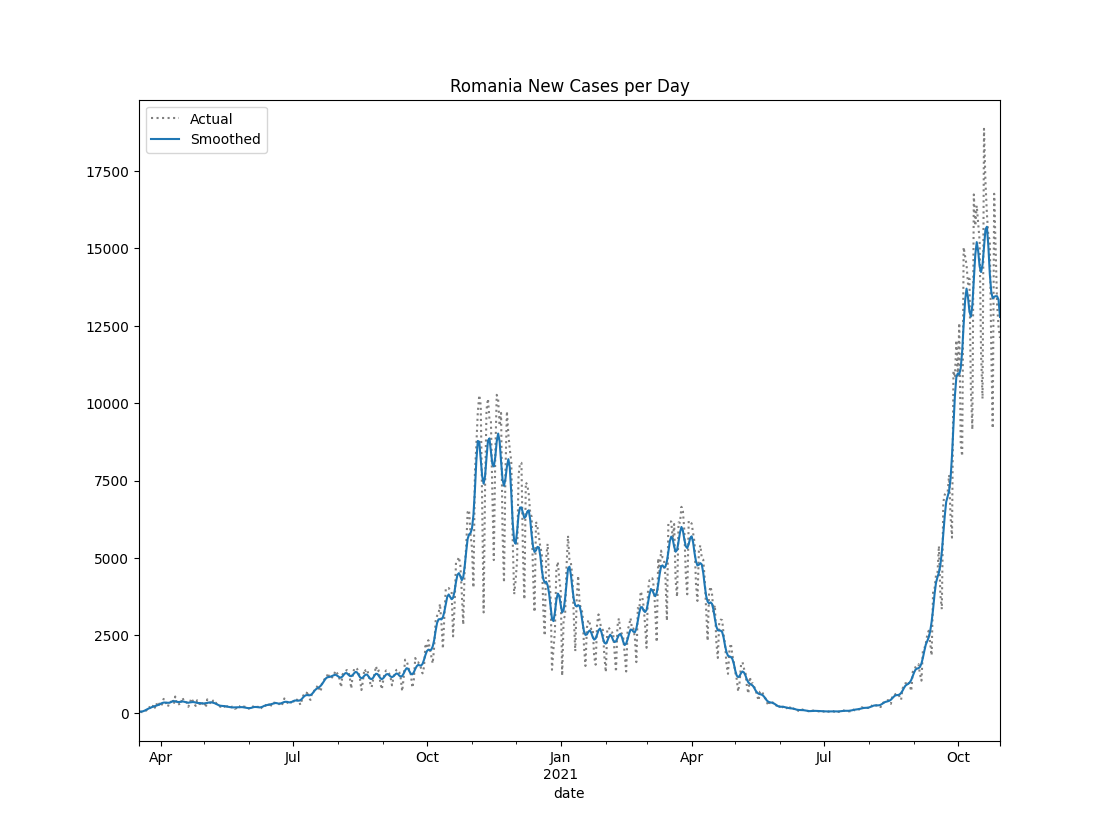 Romania New Cases per Day
Actual
Smoothed
17500
15000
12500
10000
7500
5000
2500
0
Apr Jul Oct Jan Apr Jul Oct
2021
date